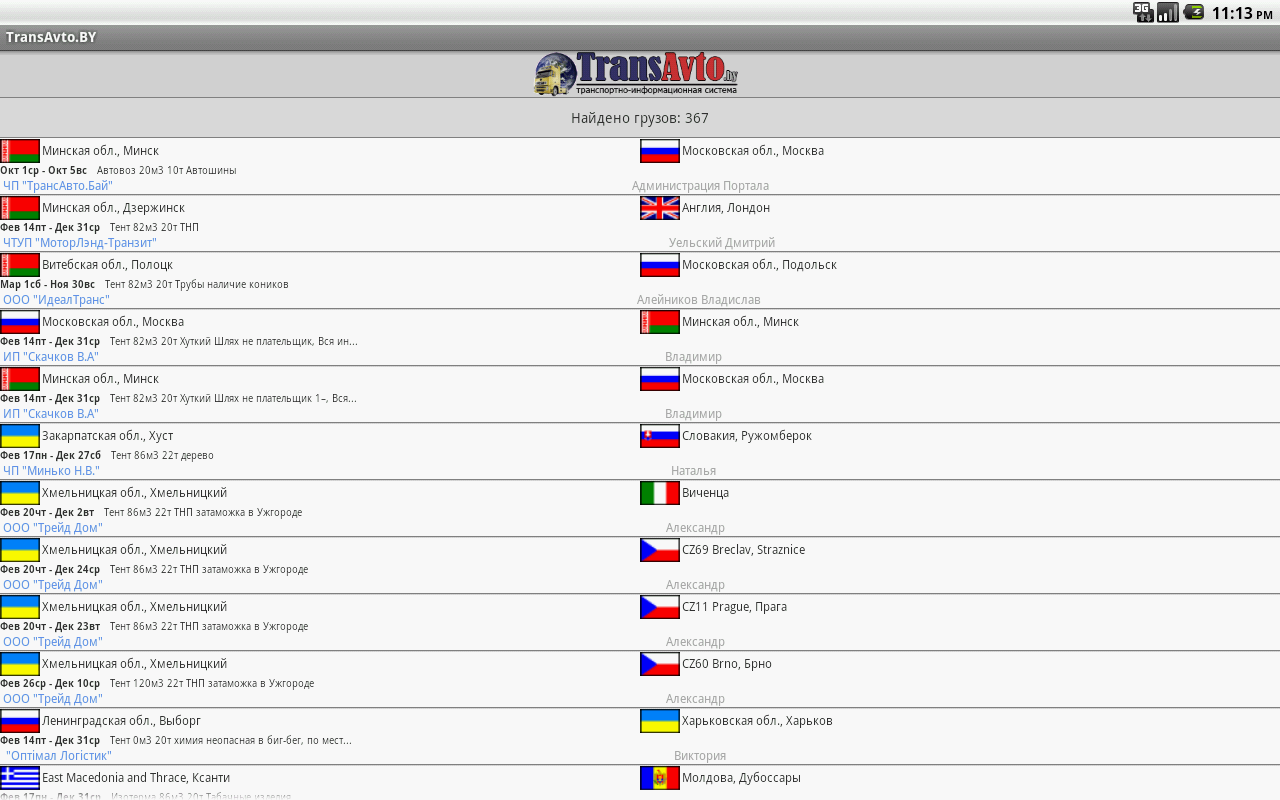 3G 11:13 PM
TransAvto.BY
TransAvto.by
транспортно-информационная система
Найдено грузов: 367
Минская обл., Минск Московская обл., Москва
Окт 1ср - Окт 5вс Автовоз 20м3 10т Автошины
ЧП "ТрансАвто.Бай" Администрация Портала
Минская обл., Дзержинск Англия, Лондон
Фев 14пт - Дек 31ср Тент 82м3 20т ТНП
ЧТУП "МоторЛэнд-Транзит" Уельский Дмитрий
Витебская обл., Полоцк Московская обл., Подольск
Мар 1сб - Ноя 30вс Тент 82м3 20т Трубы наличие коников
ООО "ИдеалТранс" Алейников Владислав
Московская обл., Москва Минская обл., Минск
Фев 14пт - Дек 31ср Тент 82м3 20т Хуткий Шлях не плательщик, Вся ин...
ИП "Скачков В.А" Владимир
Минская обл., Минск Московская обл., Москва
Фев 14пт - Дек 31ср Тент 82м3 20т Хуткий Шлях не плательщик 1–, Вся...
ИП "Скачков В.А" Владимир
Закарпатская обл., Хуст Словакия, Ружомберок
Фев 17пн - Дек 27сб Тент 86м3 22т дерево
ЧП "Минько Н.В." Наталья
Хмельницкая обл., Хмельницкий Виченца
Фев 20чт - Дек 2вт Тент 86м3 22т ТНП затаможка в Ужгороде
ООО "Трейд Дом" Александр
Хмельницкая обл., Хмельницкий CZ69 Breclav, Straznice
Фев 20чт - Дек 24ср Тент 86м3 22т ТНП затаможка в Ужгороде
ООО "Трейд Дом" Александр
Хмельницкая обл., Хмельницкий CZ11 Prague, Прага
Фев 20чт - Дек 23вт Тент 86м3 22т ТНП затаможка в Ужгороде
ООО "Трейд Дом" Александр
Хмельницкая обл., Хмельницкий CZ60 Brno, Брно
Фев 26ср - Дек 10ср Тент 120м3 22т ТНП затаможка в Ужгороде
ООО "Трейд Дом" Александр
Ленинградская обл., Выборг Харьковская обл., Харьков
Фев 14пт - Дек 31ср Тент 0м3 20т химия неопасная в биг-бег, по мест...
"Оптімал Логістик" Виктория
East Macedonia and Thrace, Ксанти Молдова, Дубоссары
Фев 17пн - Дек 31ср Изотерма 86м3 20т Табачные изделия